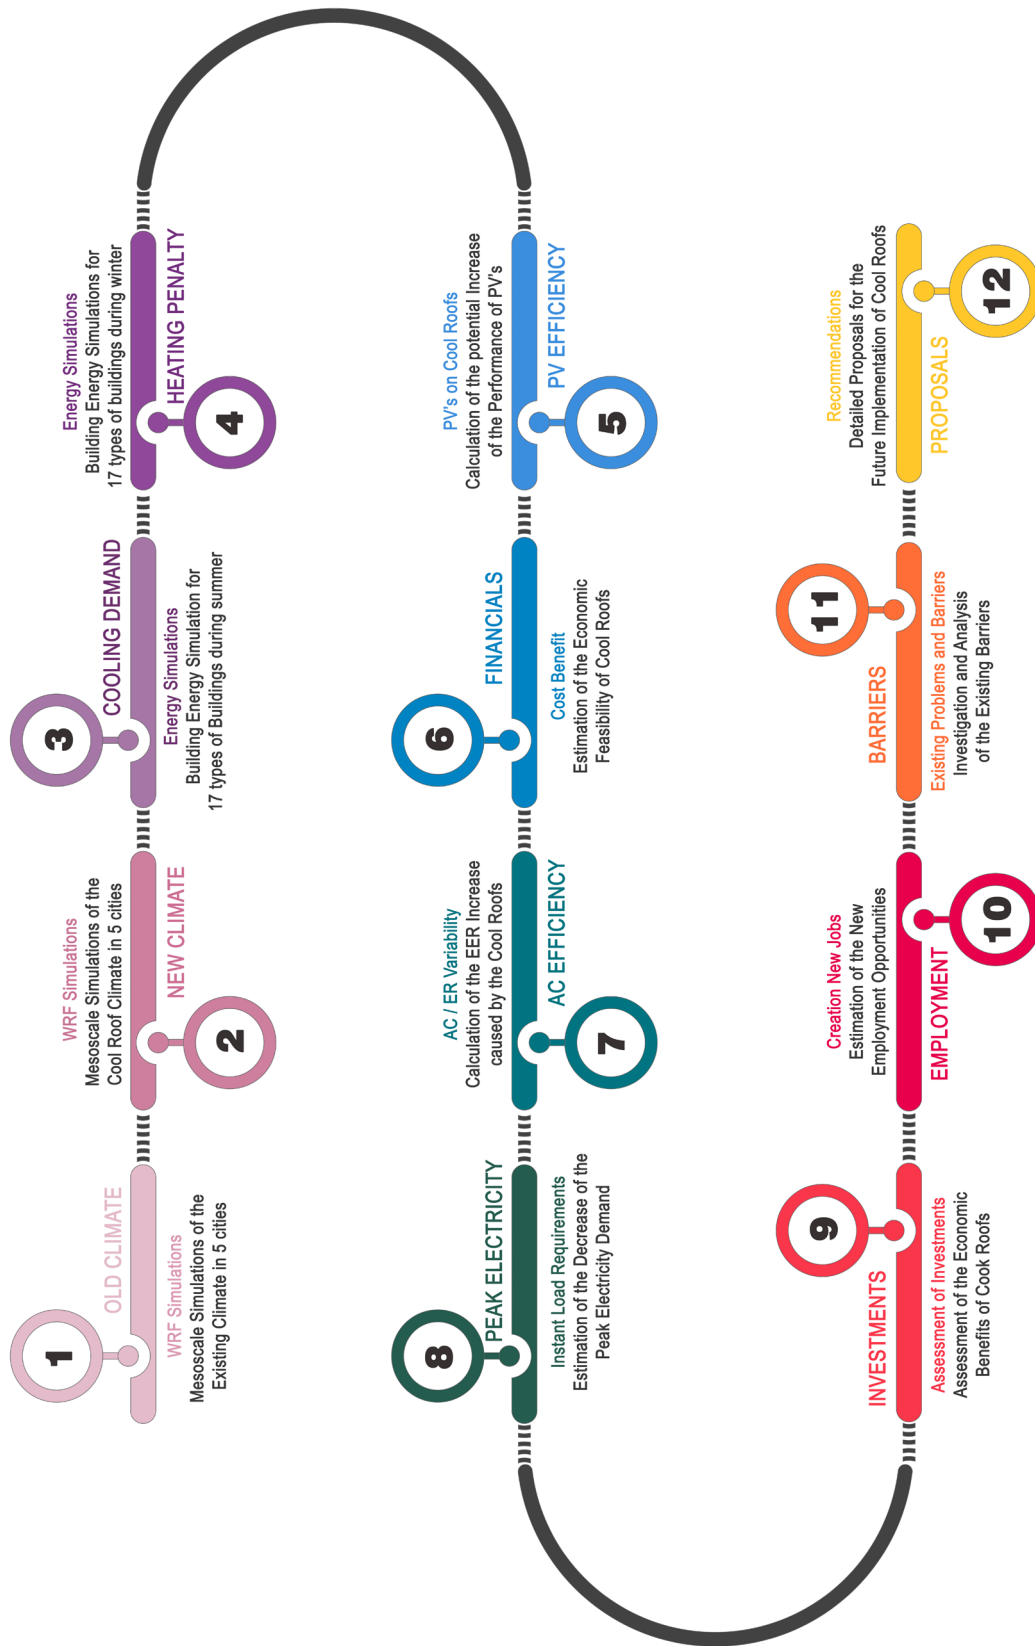 1
OLD CLIMATE
WRF Simulations
Mesoscale Simulations of the
Existing Climate in 5 cities
WRF Simulations
Mesoscale Simulations of the
Cool Roof Climate in 5 cities
NEW CLIMATE
2
3
COOLING DEMAND
Energy Simulations
Building Energy Simulation for
17 types of Buildings during summer
Energy Simulations
Building Energy Simulations for
17 types of buildings during winter
HEATING PENALTY
4
PV's on Cool Roofs
Calculation of the potential Increase
of the Performance of PV's
PV EFFICIENCY
5
6
FINANCIALS
Cost Benefit
Estimation of the Economic
Feasibility of Cool Roofs
AC / ER Variability
Calculation of the EER Increase
caused by the Cool Roofs
AC EFFICIENCY
7
8
PEAK ELECTRICITY
Instant Load Requirements
Estimation of the Decrease of the
Peak Electricity Demand
9
INVESTMENTS
Assessment of Investments
Assessment of the Economic
Benefits of Cook Roofs
Creation New Jobs
Estimation of the New
Employment Opportunities
EMPLOYMENT
10
11
BARRIERS
Existing Problems and Barriers
Investigation and Analysis
of the Existing Barriers
Recommendations
Detailed Proposals for the
Future Implementation of Cool Roofs
PROPOSALS
12